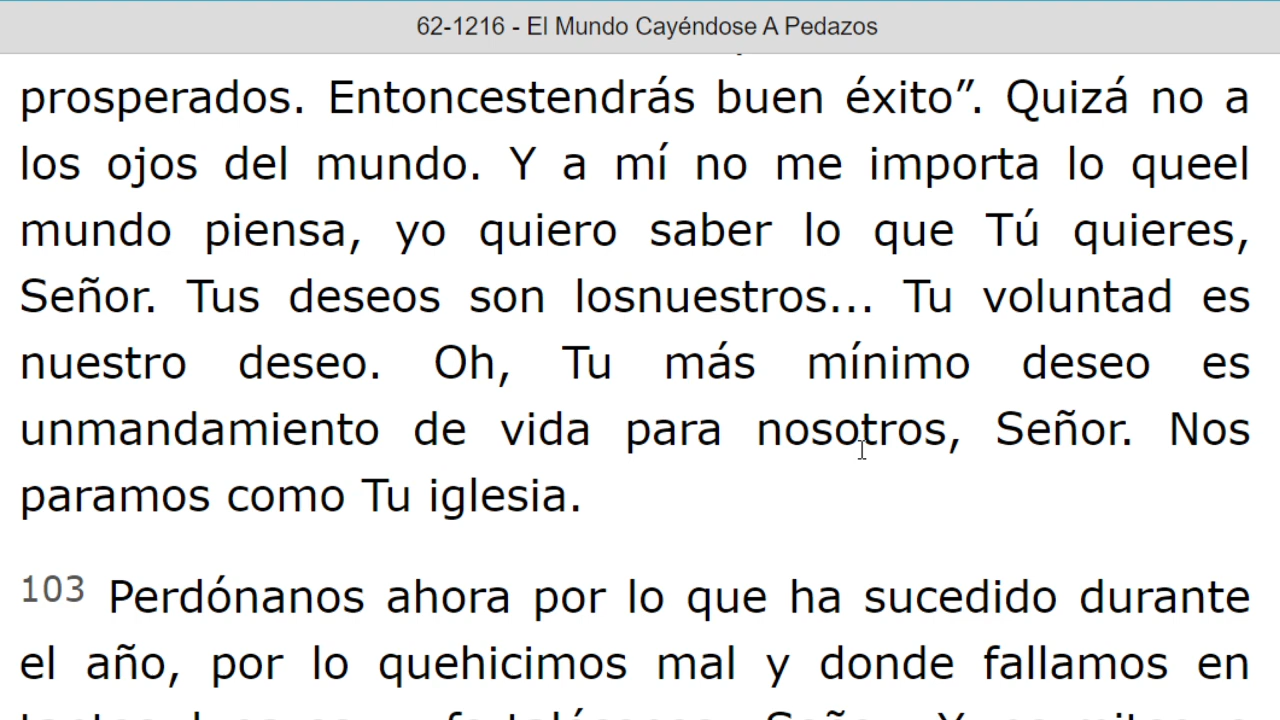 62-1216 - El Mundo Cayéndose A Pedazos
prosperados. Entoncestendrás buen éxito”. Quizá no a
los ojos del mundo. Y a mí no me importa lo queel
mundo piensa, yo quiero saber lo que Tú quieres,
Señor. Tus deseos son losnuestros... Tu voluntad es
nuestro deseo. Oh, Tu más mínimo deseo es
unmandamiento de vida para nosotros, Señor. Nos
paramos como Tu iglesia.
103 Perdónanos ahora por lo que ha sucedido durante
el año, por lo quehicimos mal y donde fallamos en